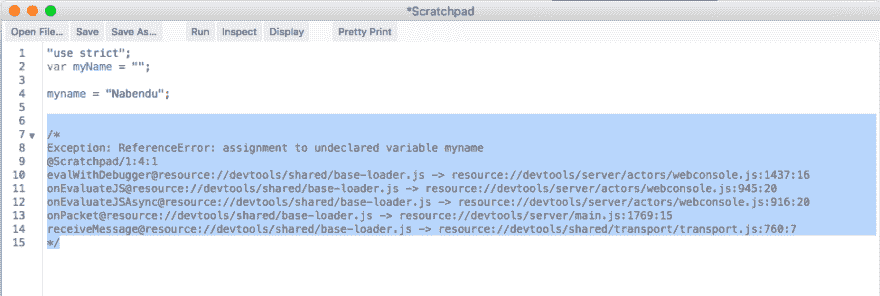 *Scratchpad
Open File... Save Save As... Run Inspect Display Pretty Print
1 "use strict";
2 var myName = "";
3
4 myname = "Nabendu";
5
6
7 /*
8 Exception: ReferenceError: assignment to undeclared variable myname
9 @Scratchpad/1:4:1
10 evalWithDebugger@resource://devtools/shared/base-loader.js -> resource://devtools/server/actors/webconsole.js:1437:16
11 onEvaluateJS@resource://devtools/shared/base-loader.js -> resource://devtools/server/actors/webconsole.js:945:20
12 onEvaluateJSAsync@resource://devtools/shared/base-loader.js -> resource://devtools/server/actors/webconsole.js:916:20
13 onPacket@resource://devtools/shared/base-loader.js -> resource://devtools/server/main.js:1769:15
14 receiveMessage@resource://devtools/shared/base-loader.js -> resource://devtools/shared/transport/transport.js:760:7
15 */